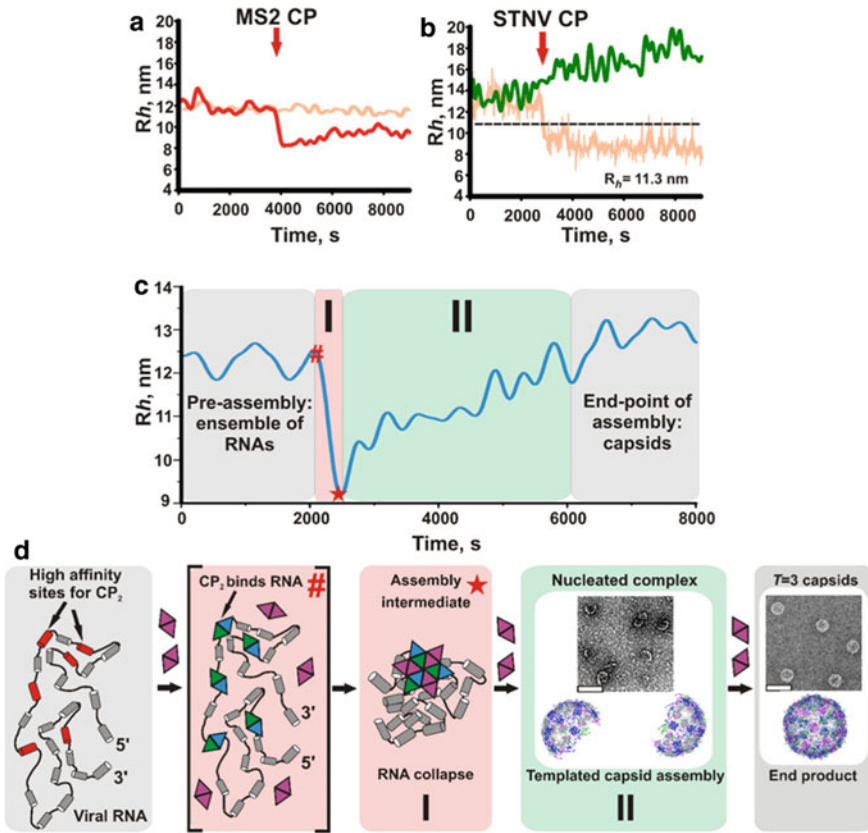 a
MS2 CP
20
18
16
14
12
10
8
6
4
Rh, nm
0 2000 4000 6000 8000
Time, s
b
STNV CP
20
18
16
14
12
10
8
6
4
Rh, nm
Rh= 11.3 nm
0 2000 4000 6000 8000
Time, s
c
14
13
12
11
10
9
Rh, nm
I
II
#
Pre-assembly:
ensemble of
RNAs
End-point of
assembly:
capsids
0 2000 4000 6000 8000
Time, s
d
High affinity
sites for CP2
5'
3'
Viral RNA
CP2 binds RNA #
3'
5'
Assembly
intermediate
RNA collapse
I
Nucleated complex
Templated capsid assembly
II
T=3 capsids
End product